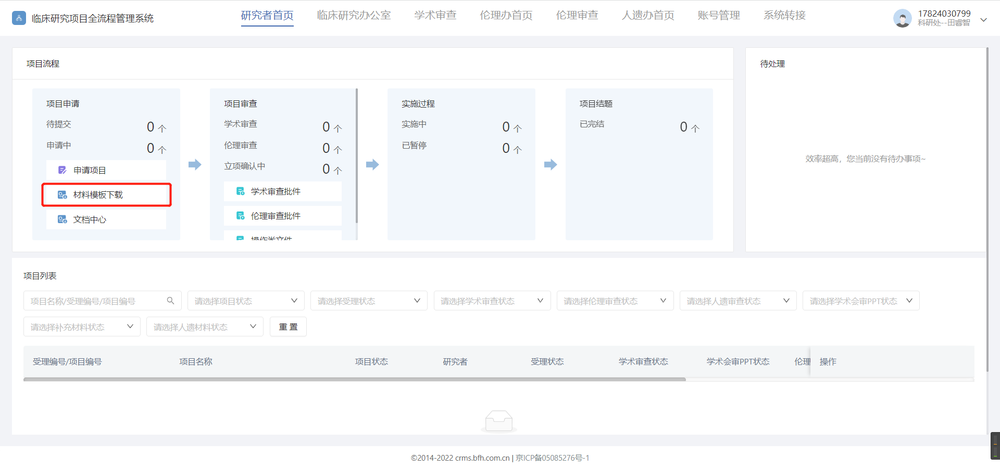 临床研究项目全流程管理系统
研究者首页 临床研究办公室 学术审查 伦理办首页 伦理审查 人遗办首页 账号管理 系统转接
17824030799
科研处--田睿智
项目流程
待处理
项目申请
待提交 0 个
申请中 0 个
申请项目
材料模板下载
文档中心
项目审查
学术审查 0 个
伦理审查 0 个
立项确认中 0 个
学术审查批件
伦理审查批件
操作类文件
实施过程
实施中 0 个
已暂停 0 个
项目结题
已完结 0 个
效率超高，您当前没有待办事项~
项目列表
项目名称/受理编号/项目编号 请选择项目状态 请选择受理状态 请选择学术审查状态 请选择伦理审查状态 请选择人遗审查状态 请选择学术会审PPT状态
请选择补充材料状态 请选择人遗材料状态 重 置
受理编号/项目编号 项目名称 项目状态 研究者 受理状态 学术审查状态 学术会审PPT状态 伦理 操作
©2014-2022 crms.bfh.com.cn | 京ICP备05085276号-1